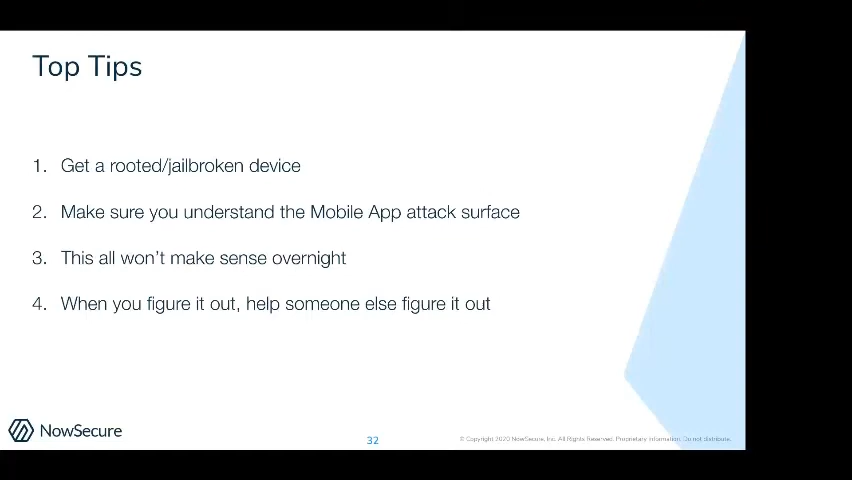 Top Tips
1. Get a rooted/jailbroken device
2. Make sure you understand the Mobile App attack surface
3. This all won’t make sense overnight
4. When you figure it out, help someone else figure it out
NowSecure
32
© Copyright 2020 NowSecure, Inc. All Rights Reserved. Proprietary information. Do not distribute.